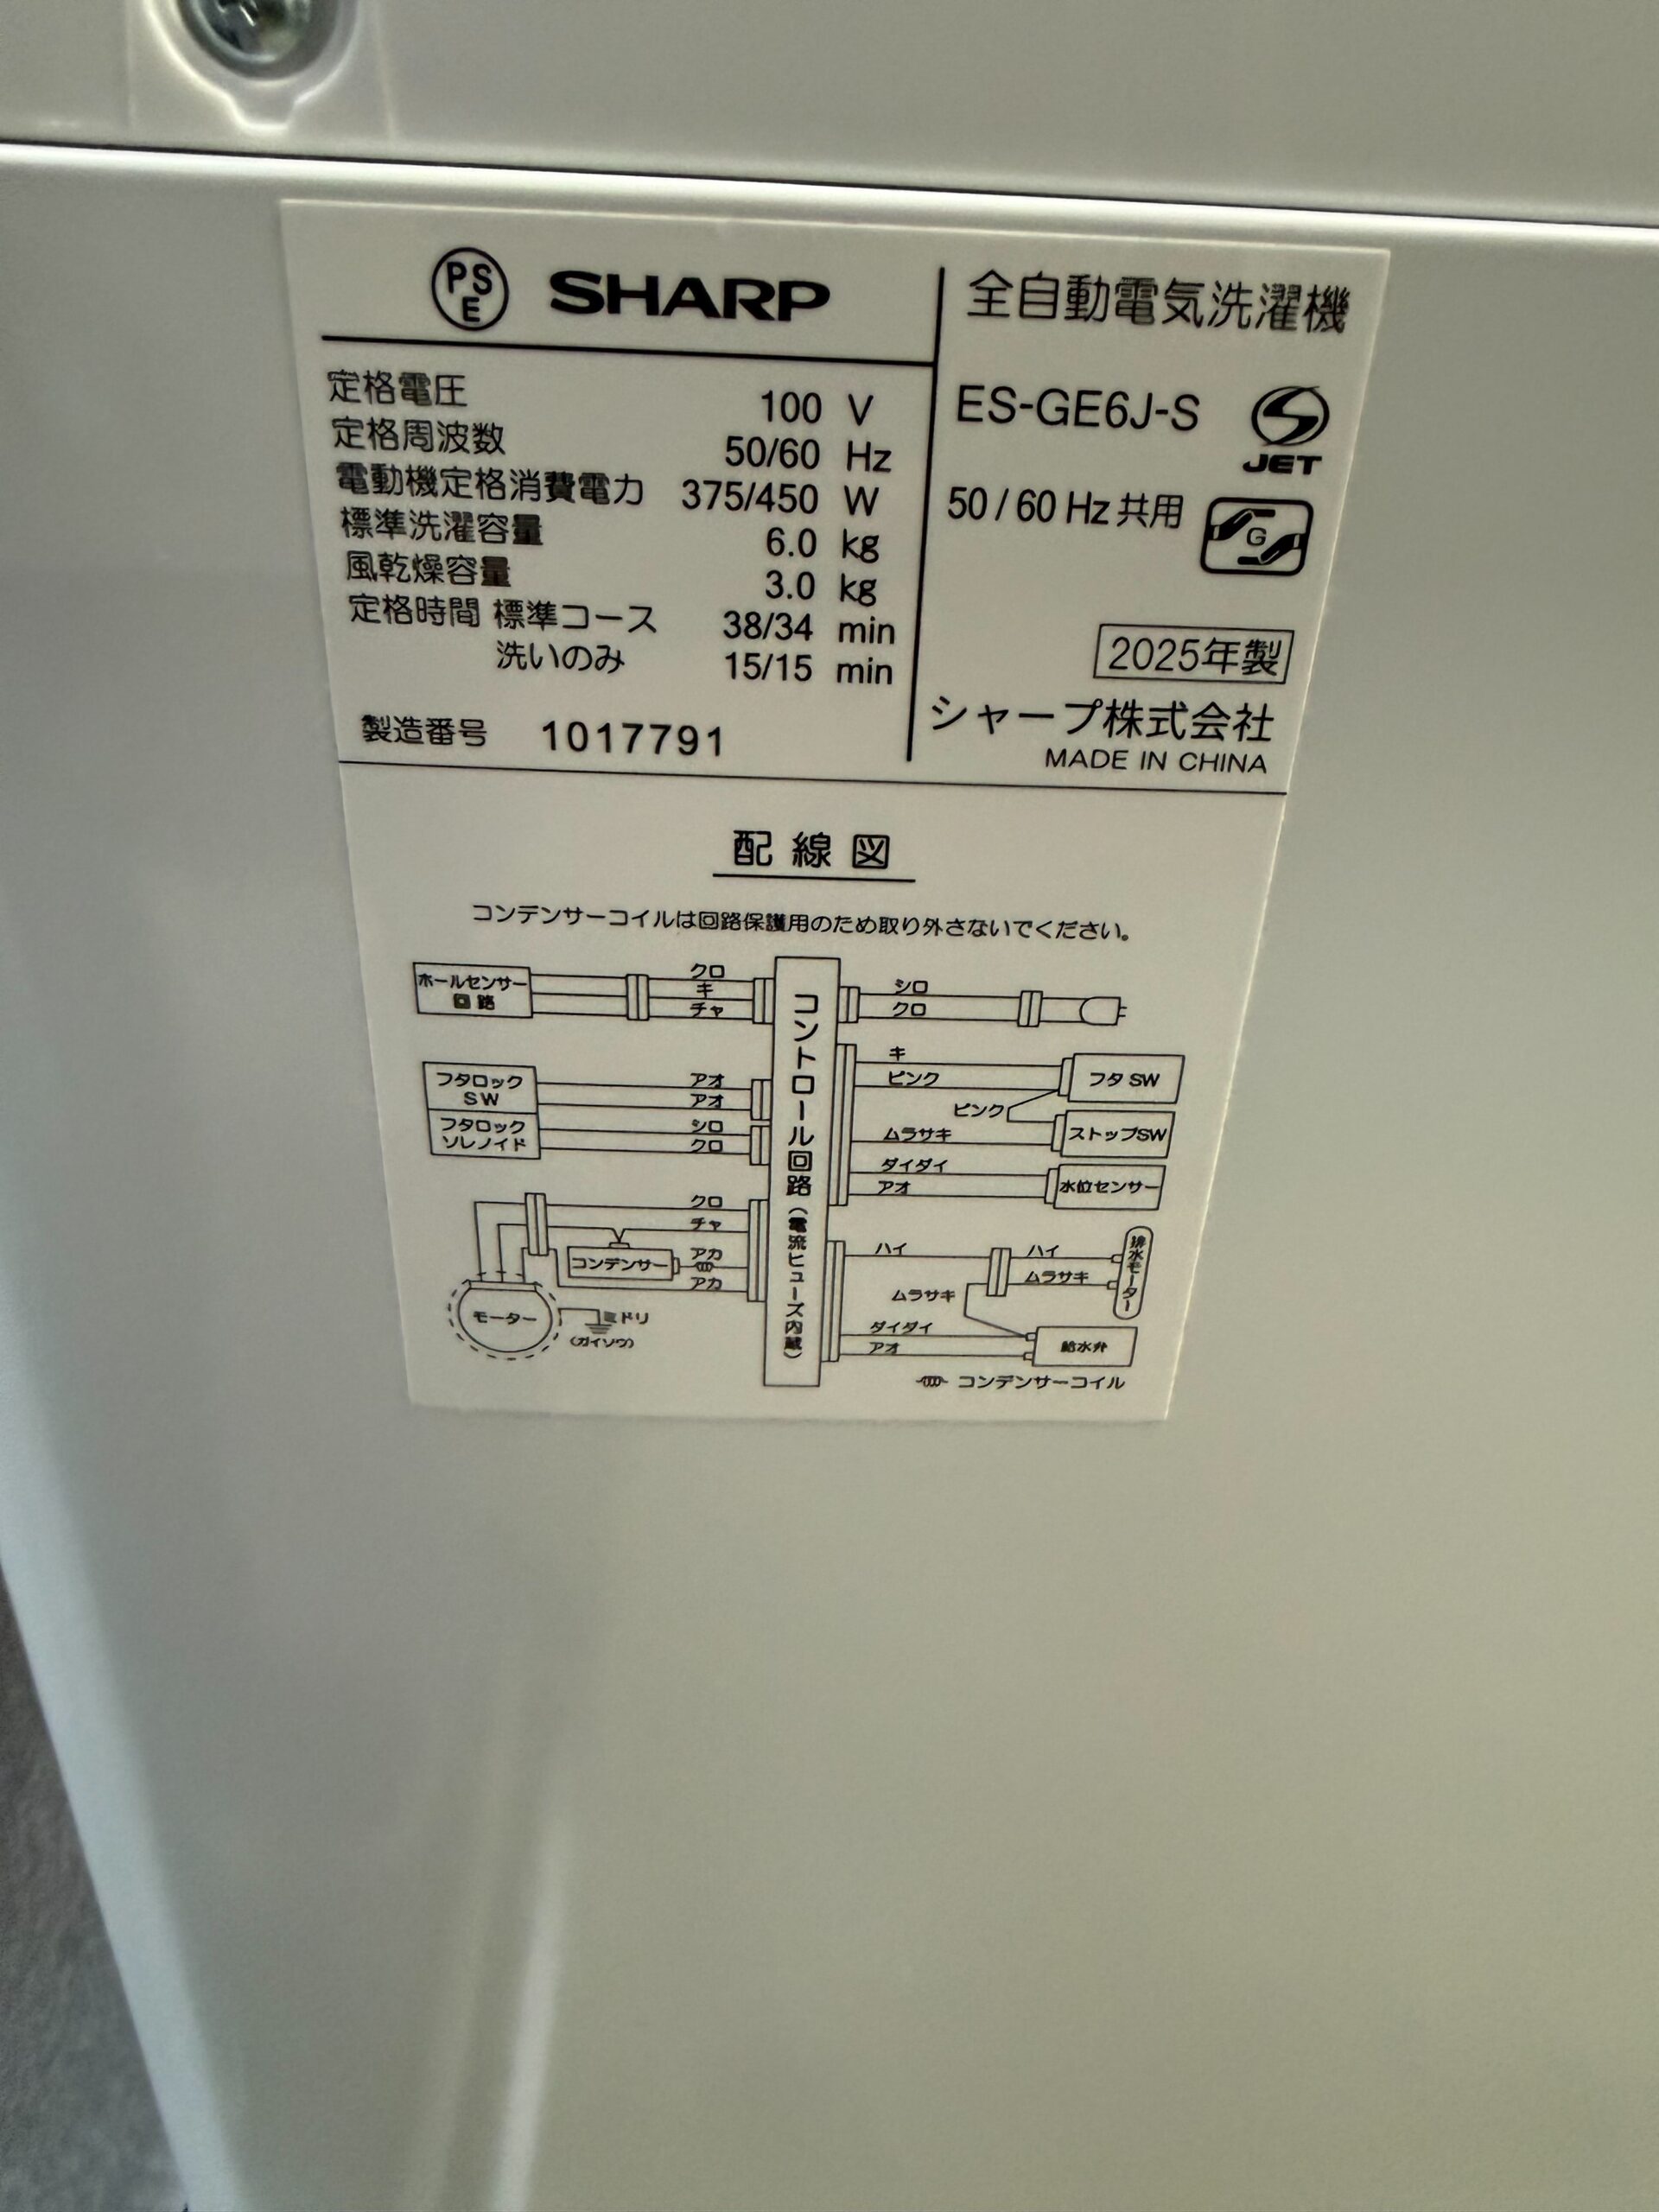 PS
E
SHARP
全自動電気洗濯機
定格電圧 100 V
定格周波数 50/60 Hz
電動機定格消費電力 375/450 W
標準洗濯容量 6.0 kg
風乾燥容量 3.0 kg
定格時間 標準コース 38/34 min
洗いのみ 15/15 min
製造番号 1017791
ES-GE6J-S
S
JET
50/60 Hz 共用
G
2025年製
シャープ株式会社
MADE IN CHINA
配線図
コンデンサーコイルは回路保護用のため取り外さないでください。
ホールセンサー
回路
クロ
キ
チャ
フタロック
SW
アオ
アオ
フタロック
ソレノイド
シロ
クロ
クロ
チャ
コンデンサー
アカ
アカ
モーター
ミドリ
(ガイソウ)
コントロール回路(電流ヒューズ内蔵)
シロ
クロ
キ
ピンク
フタ SW
ピンク
ムラサキ
ストップSW
ダイダイ
アオ
水位センサー
ハイ
ハイ
ムラサキ
排水モーター
ムラサキ
ダイダイ
アオ
給水弁
コンデンサーコイル